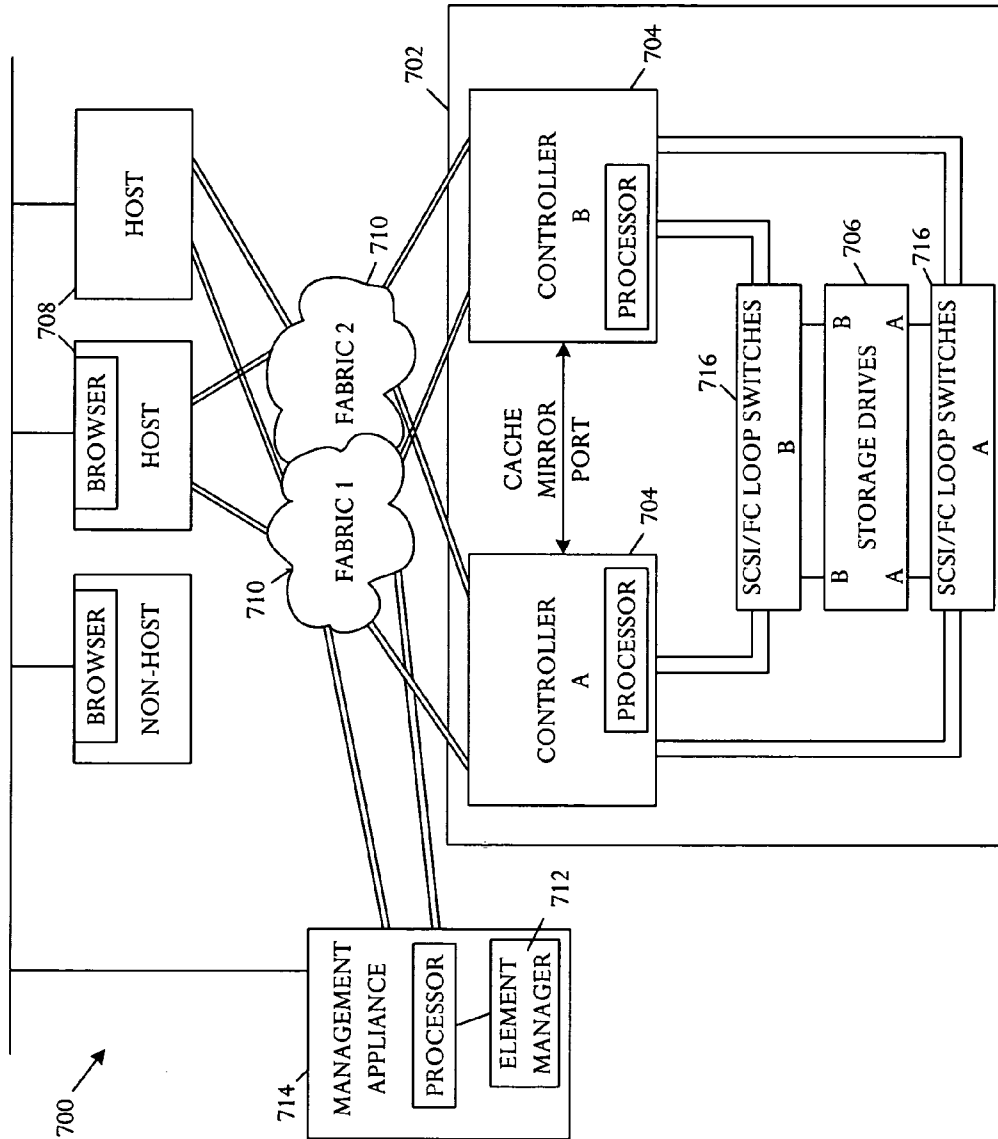 700
714
MANAGEMENT
APPLIANCE
PROCESSOR
ELEMENT
MANAGER
712
BROWSER
NON-HOST
BROWSER
HOST
708
HOST
710
FABRIC 1
FABRIC 2
710
702
CONTROLLER
A
PROCESSOR
704
CACHE
MIRROR
PORT
CONTROLLER
B
PROCESSOR
704
716
SCSI/FC LOOP SWITCHES
B
B
B
STORAGE DRIVES
706
A
A
716
SCSI/FC LOOP SWITCHES
A